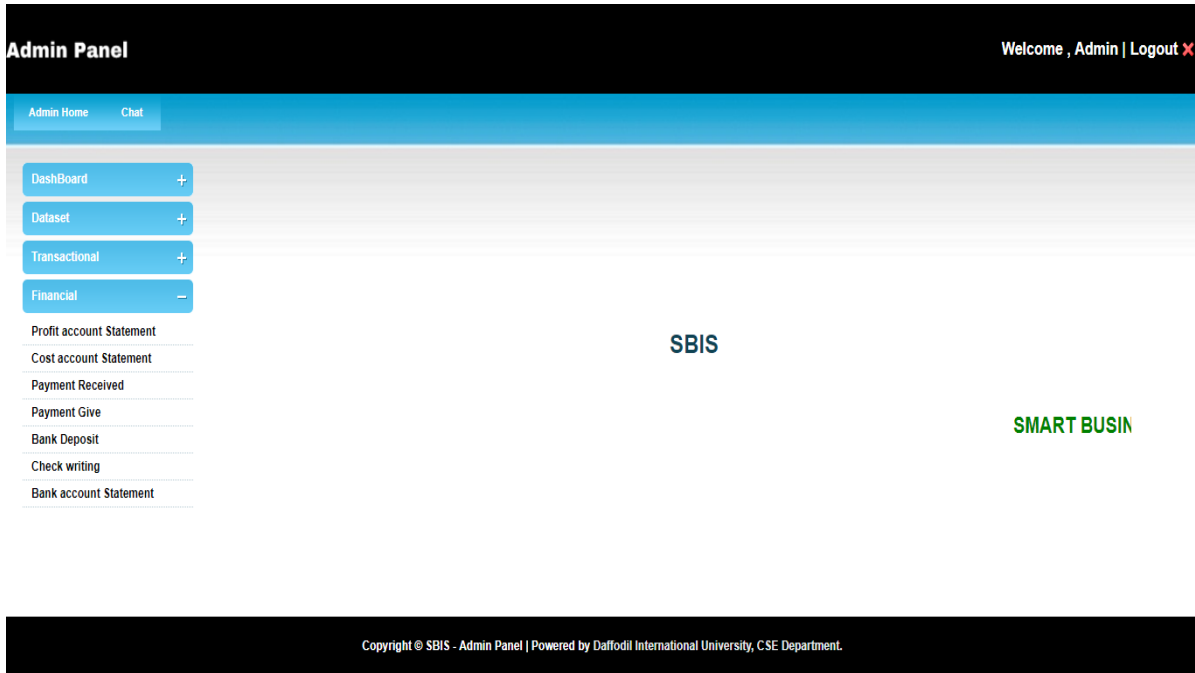 Admin Panel
Welcome , Admin | Logout
Admin Home
Chat
DashBoard
Dataset
Transactional
Financial
Profit account Statement
Cost account Statement
Payment Received
Payment Give
Bank Deposit
Check writing
Bank account Statement
SBIS
SMART BUSIN
Copyright © SBIS - Admin Panel | Powered by Daffodil International University, CSE Department.